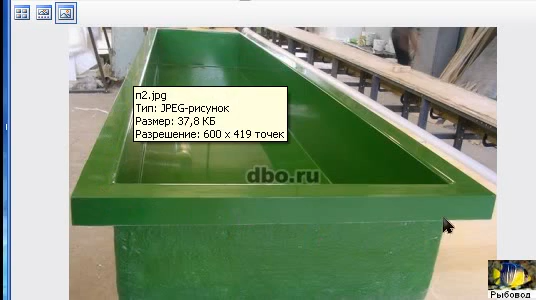 п2.jpg
Тип: JPEG-рисунок
Размер: 37,8 КБ
Разрешение: 600 x 419 точек
dbo.ru
Рыбовод